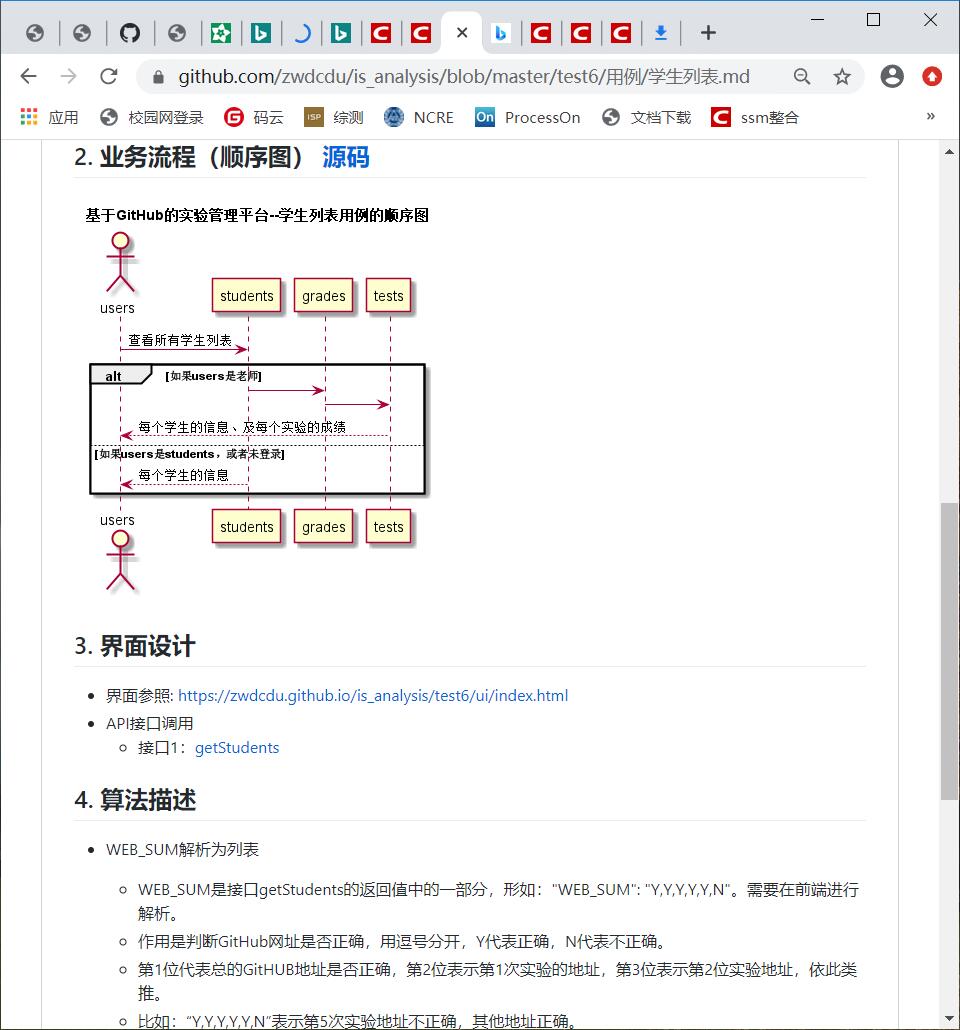 github.com/zwdcdu/is_analysis/blob/master/test6/用例/学生列表.md
应用 校园网登录 码云 ISP 综测 NCRE On ProcessOn 文档下载 ssm整合 »
2. 业务流程（顺序图） 源码
基于GitHub的实验管理平台--学生列表用例的顺序图
users students grades tests
查看所有学生列表
alt [如果users是老师]
每个学生的信息、及每个实验的成绩
[如果users是students，或者未登录]
每个学生的信息
users students grades tests
3. 界面设计
界面参照: https://zwdcdu.github.io/is_analysis/test6/ui/index.html
API接口调用
接口1：getStudents
4. 算法描述
WEB_SUM解析为列表
WEB_SUM是接口getStudents的返回值中的一部分，形如："WEB_SUM": "Y,Y,Y,Y,Y,N"。需要在前端进行
解析。
作用是判断GitHub网址是否正确，用逗号分开，Y代表正确，N代表不正确。
第1位代表总的GitHUB地址是否正确，第2位表示第1次实验的地址，第3位表示第2位实验地址，依此类
推。
比如：“Y,Y,Y,Y,Y,N”表示第5次实验地址不正确，其他地址正确。